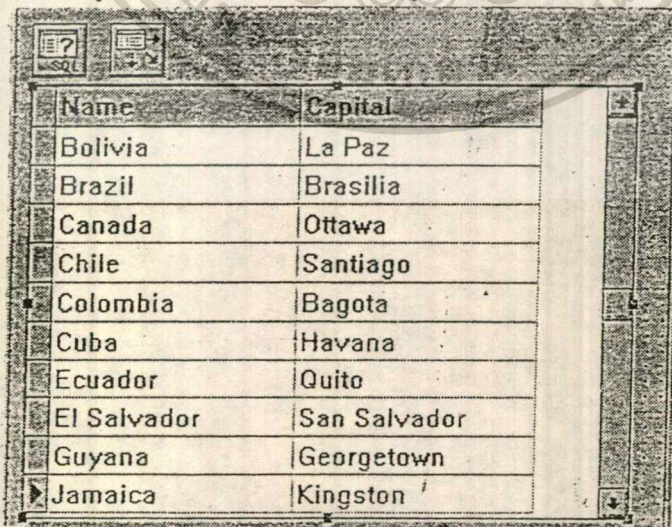 ?
SQL
Name Capital
Bolivia La Paz
Brazil Brasilia
Canada Ottawa
Chile Santiago
Colombia Bagota
Cuba Havana
Ecuador Quito
El Salvador San Salvador
Guyana Georgetown
Jamaica Kingston